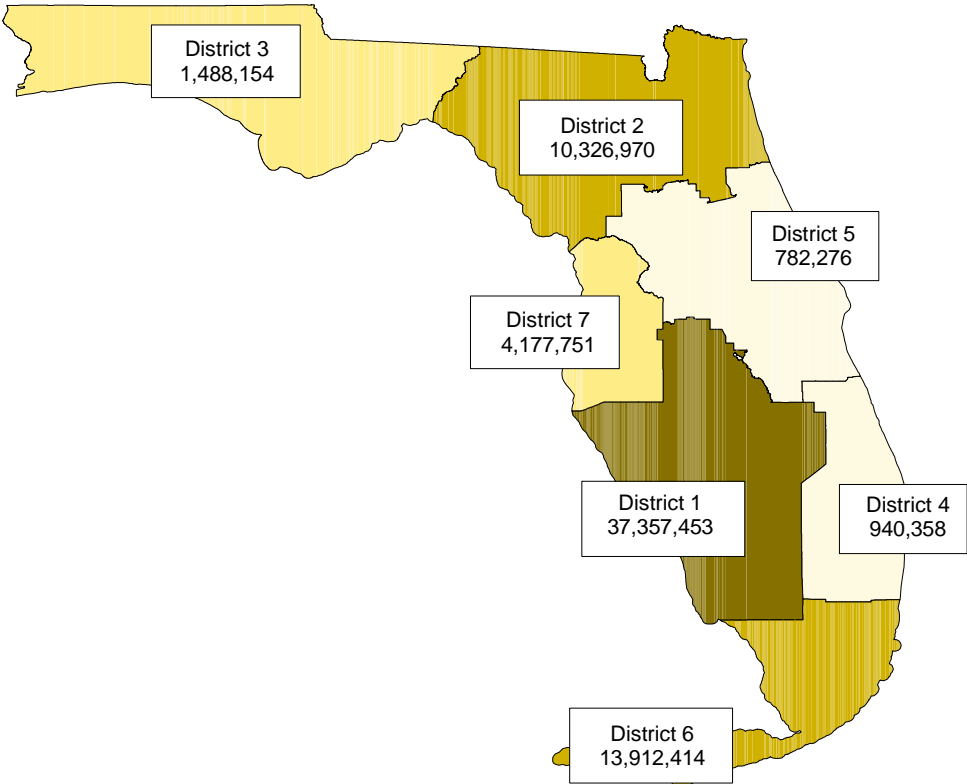 District 3
1,488,154
District 2
10,326,970
District 5
782,276
District 7
4,177,751
District 1
37,357,453
District 4
940,358
District 6
13,912,414